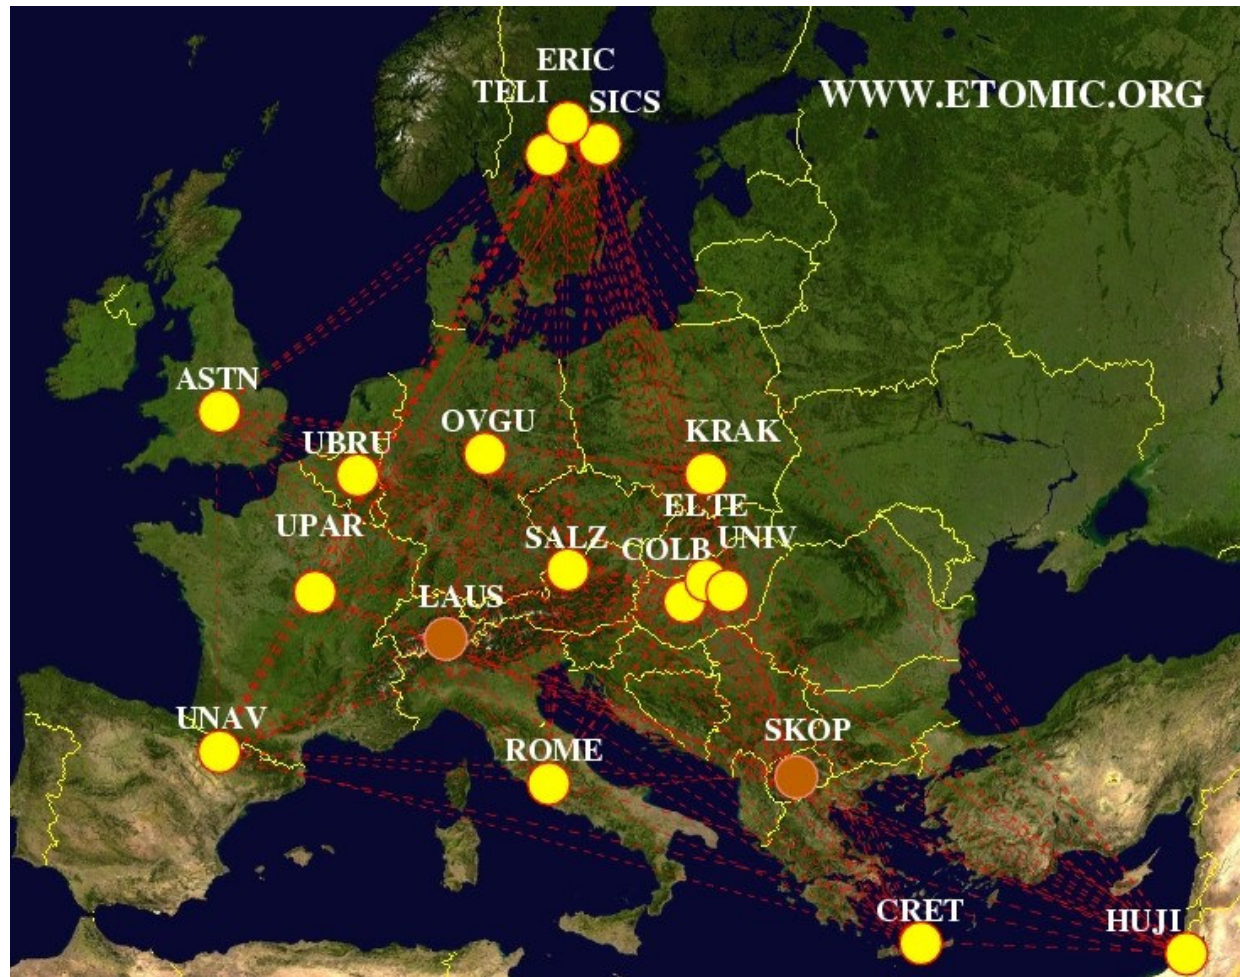 ERIC
TELI
SICS
WWW.ETOMIC.ORG
ASTN
OVGU
UBRU
KRAK
ELTE
UPAR
SALZ
COLB
UNIV
LAUS
UNAV
SKOP
ROME
CRET
HUJI